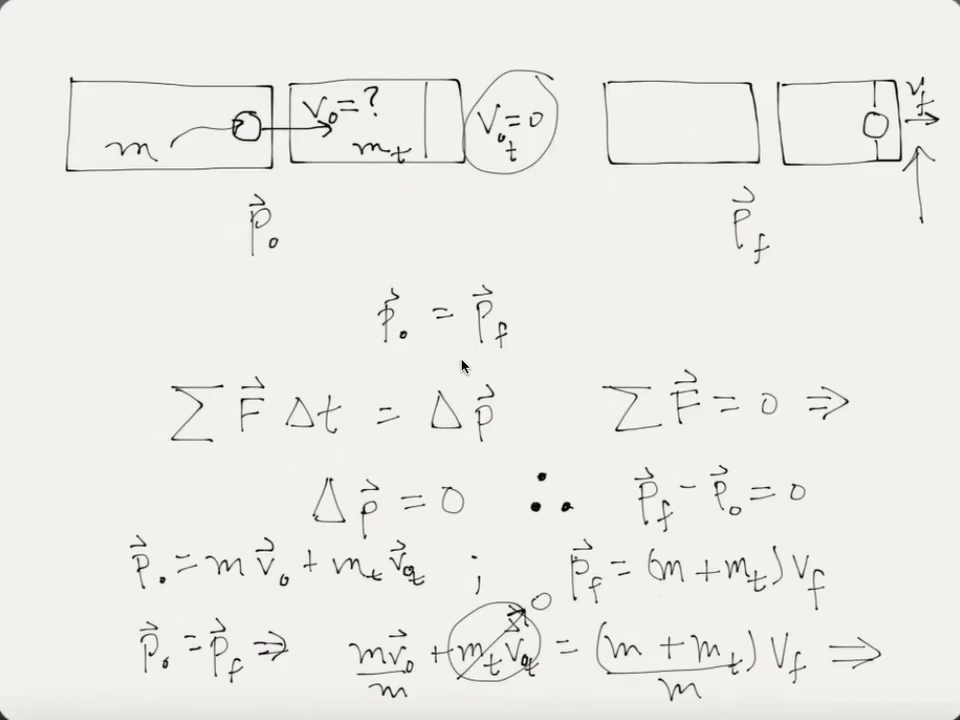 v₀ = ? v₀ₜ = 0 v_f
m mₜ
p⃗₀ p⃗_f
p⃗₀ = p⃗_f
∑ F⃗ Δt = Δp⃗ ∑ F⃗ = 0 ⇒
Δp⃗ = 0 ∴ p⃗_f − p⃗₀ = 0
p⃗₀ = m v⃗₀ + mₜ v⃗₀ₜ ; p⃗_f = (m + mₜ) v_f
0
p⃗₀ = p⃗_f ⇒ m v⃗₀ / m + mₜ v⃗₀ₜ = (m + mₜ) / m v_f ⇒